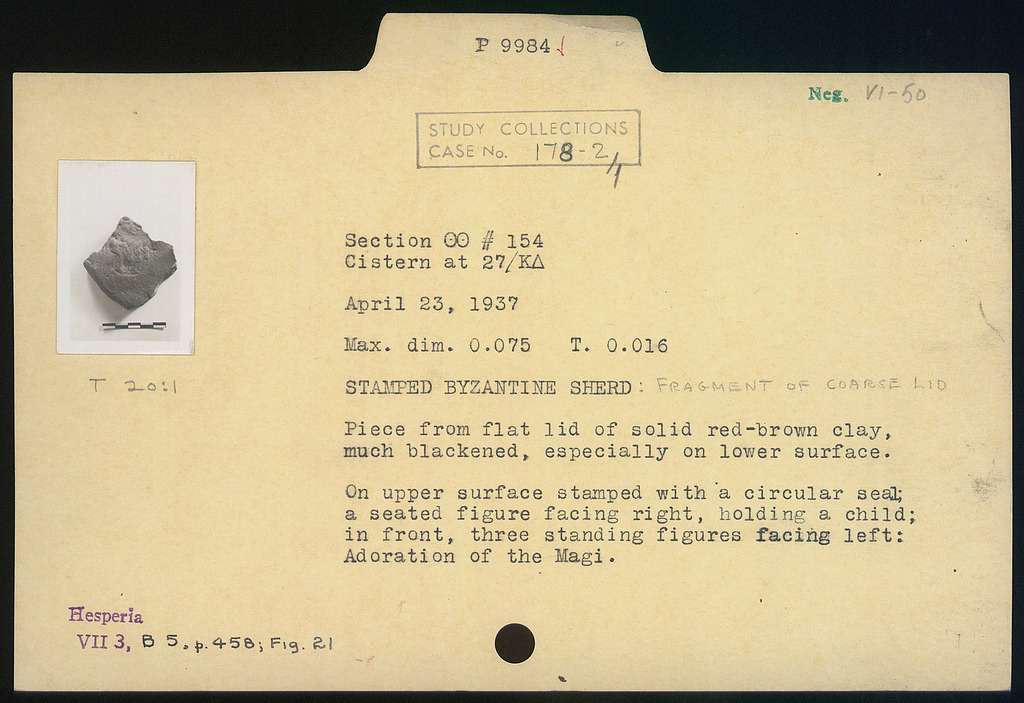 P 9984
Neg. VI-50
STUDY COLLECTIONS
CASE No. 178-2/1
Section ΘΘ # 154
Cistern at 27/ΚΔ
April 23, 1937
Max. dim. 0.075 T. 0.016
T 20:1
STAMPED BYZANTINE SHERD: FRAGMENT OF COARSE LID
Piece from flat lid of solid red-brown clay,
much blackened, especially on lower surface.
On upper surface stamped with a circular seal;
a seated figure facing right, holding a child;
in front, three standing figures facing left:
Adoration of the Magi.
Hesperia
VII 3, B 5, p. 458; Fig. 21